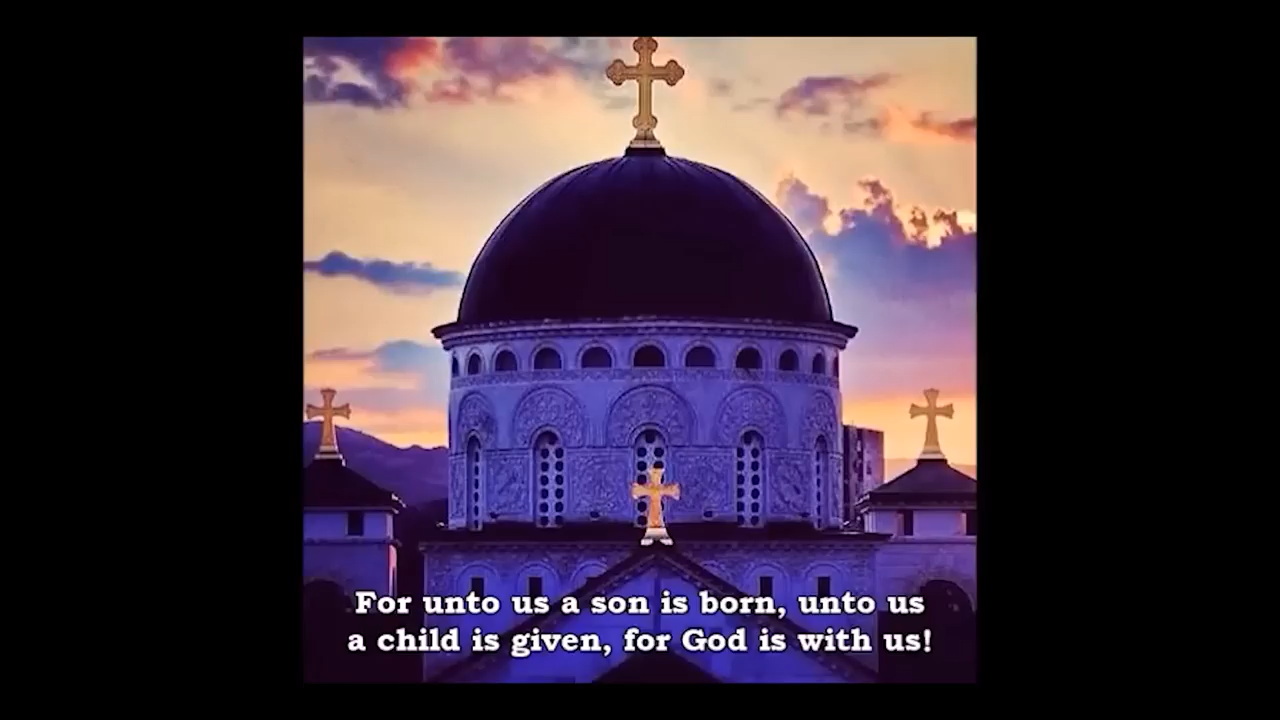 For unto us a son is born, unto us
a child is given, for God is with us!